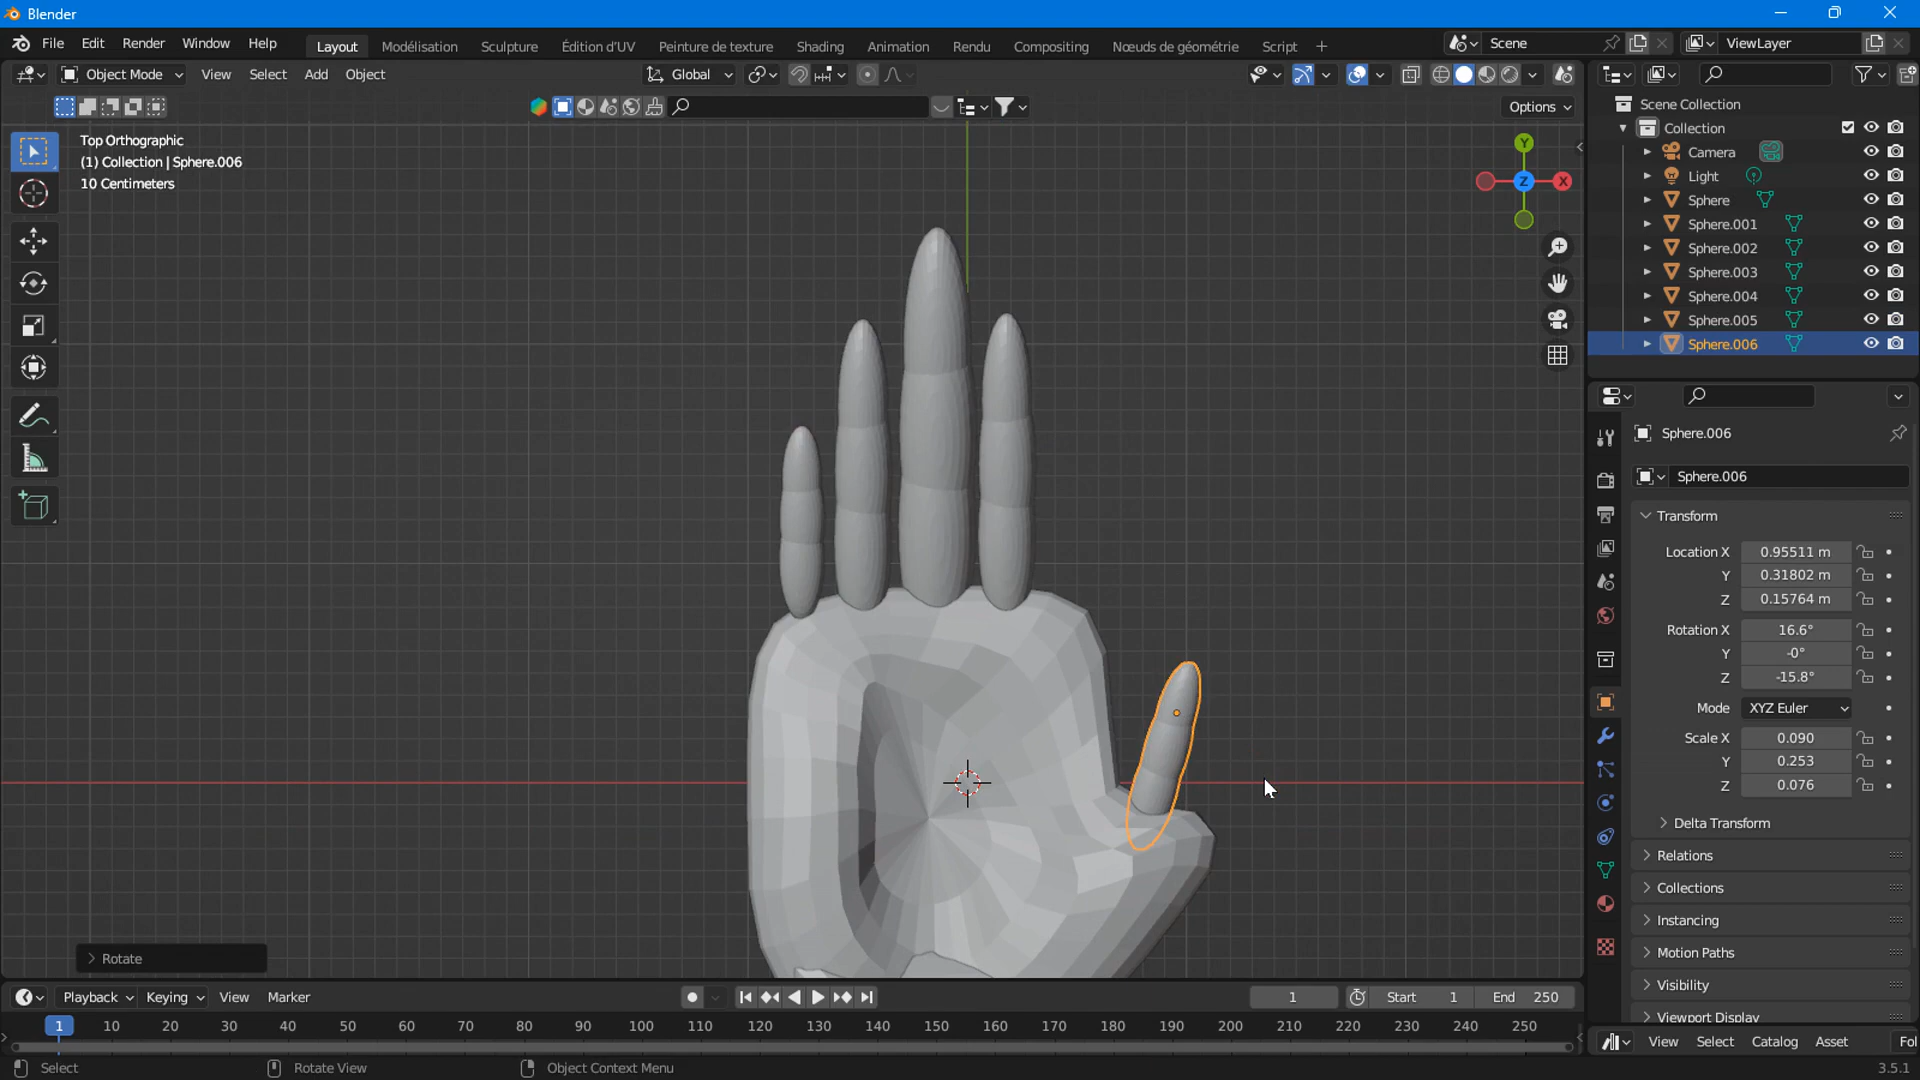 Blender
File Edit Render Window Help Layout Modélisation Sculpture Édition d'UV Peinture de texture Shading Animation Rendu Compositing Nœuds de géométrie Script + Scene ViewLayer
Object Mode View Select Add Object Global
Options
Top Orthographic
(1) Collection | Sphere.006
10 Centimeters
Y
X
Z
Rotate
Scene Collection
Collection
Camera
Light
Sphere
Sphere.001
Sphere.002
Sphere.003
Sphere.004
Sphere.005
Sphere.006
Sphere.006
Sphere.006
Transform
Location X 0.95511 m
Y 0.31802 m
Z 0.15764 m
Rotation X 16.6°
Y -0°
Z -15.8°
Mode XYZ Euler
Scale X 0.090
Y 0.253
Z 0.076
Delta Transform
Relations
Collections
Instancing
Motion Paths
Visibility
Viewport Display
View Select Catalog Asset Fol
Playback Keying View Marker 1 Start 1 End 250
1 10 20 30 40 50 60 70 80 90 100 110 120 130 140 150 160 170 180 190 200 210 220 230 240 250
Select Rotate View Object Context Menu 3.5.1